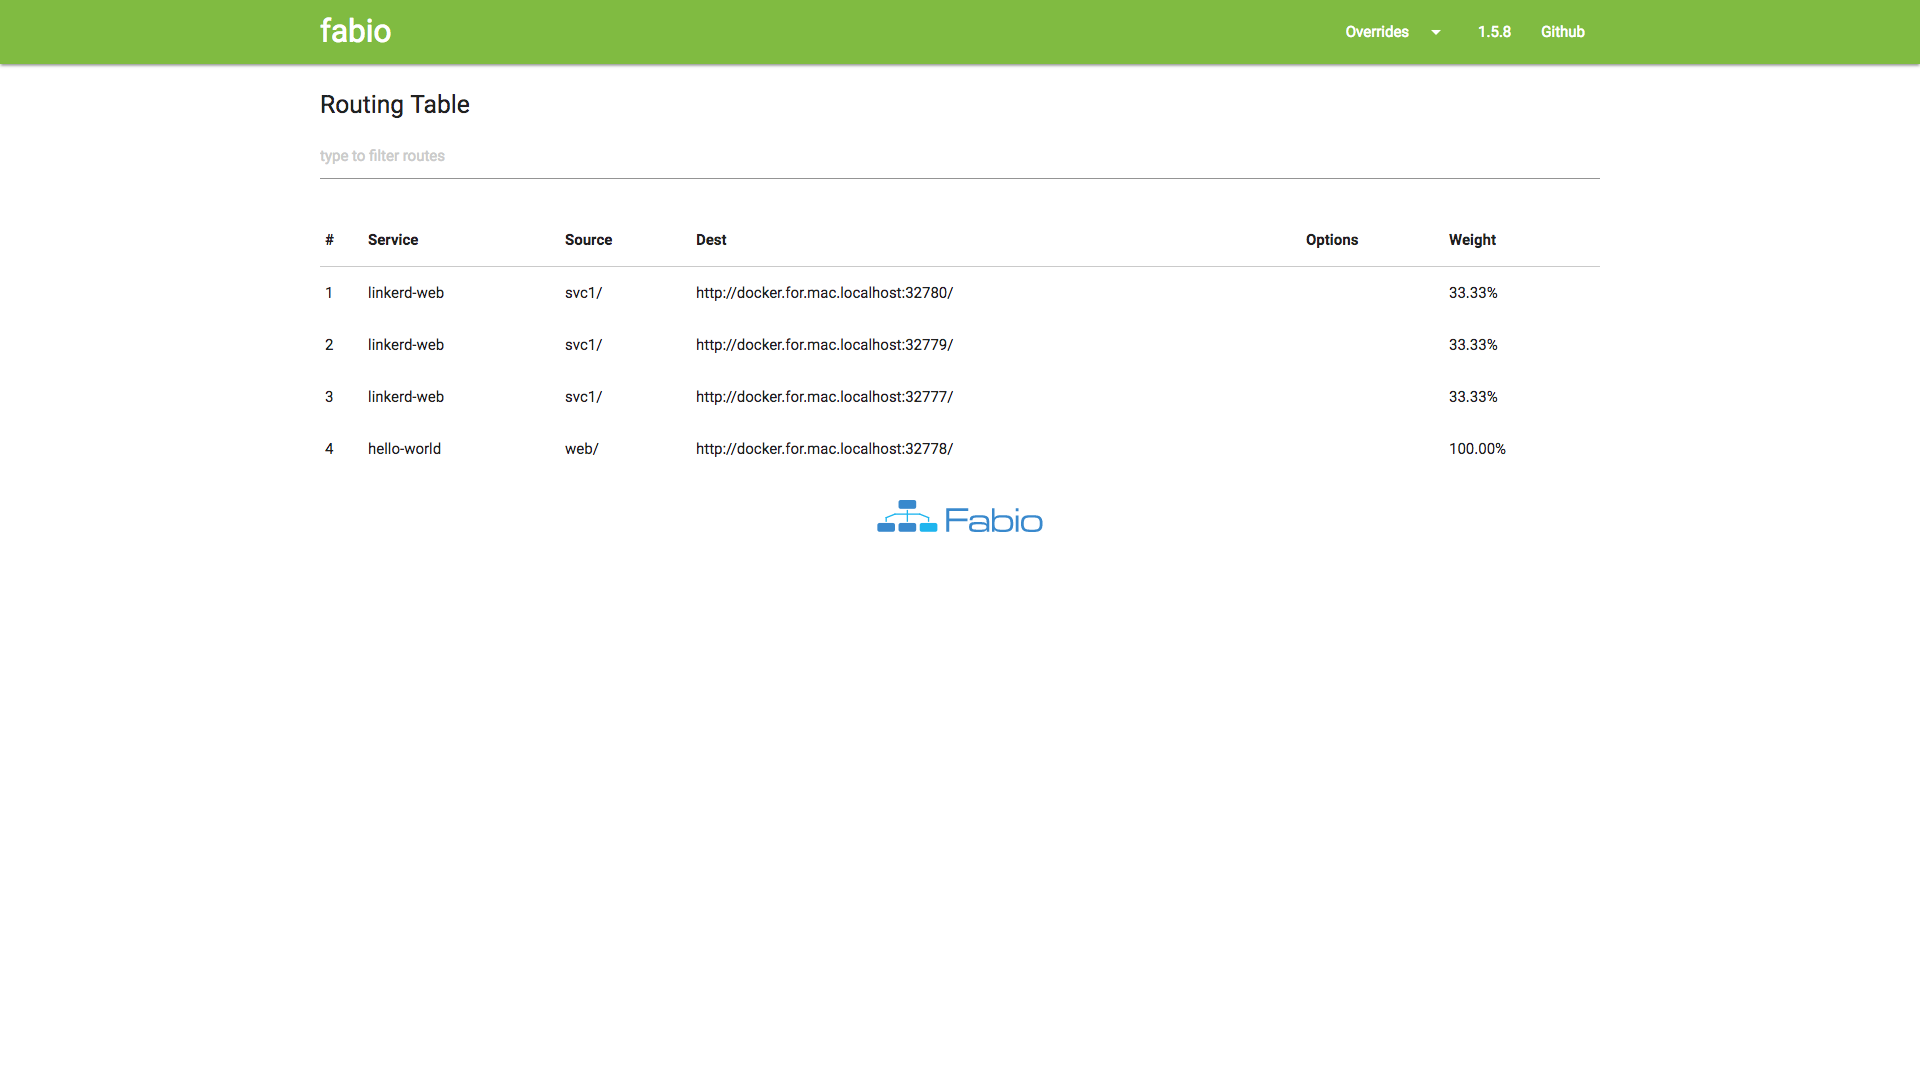 fabio Overrides 1.5.8 Github
Routing Table
type to filter routes
# Service Source Dest Options Weight
1 linkerd-web svc1/ http://docker.for.mac.localhost:32780/ 33.33%
2 linkerd-web svc1/ http://docker.for.mac.localhost:32779/ 33.33%
3 linkerd-web svc1/ http://docker.for.mac.localhost:32777/ 33.33%
4 hello-world web/ http://docker.for.mac.localhost:32778/ 100.00%
Fabio